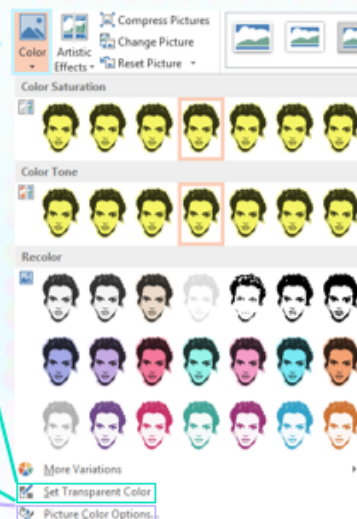 Compress Pictures
Change Picture
Color
Artistic
Effects
Reset Picture
Color Saturation
Color Tone
Recolor
More Variations
Set Transparent Color
Picture Color Options...